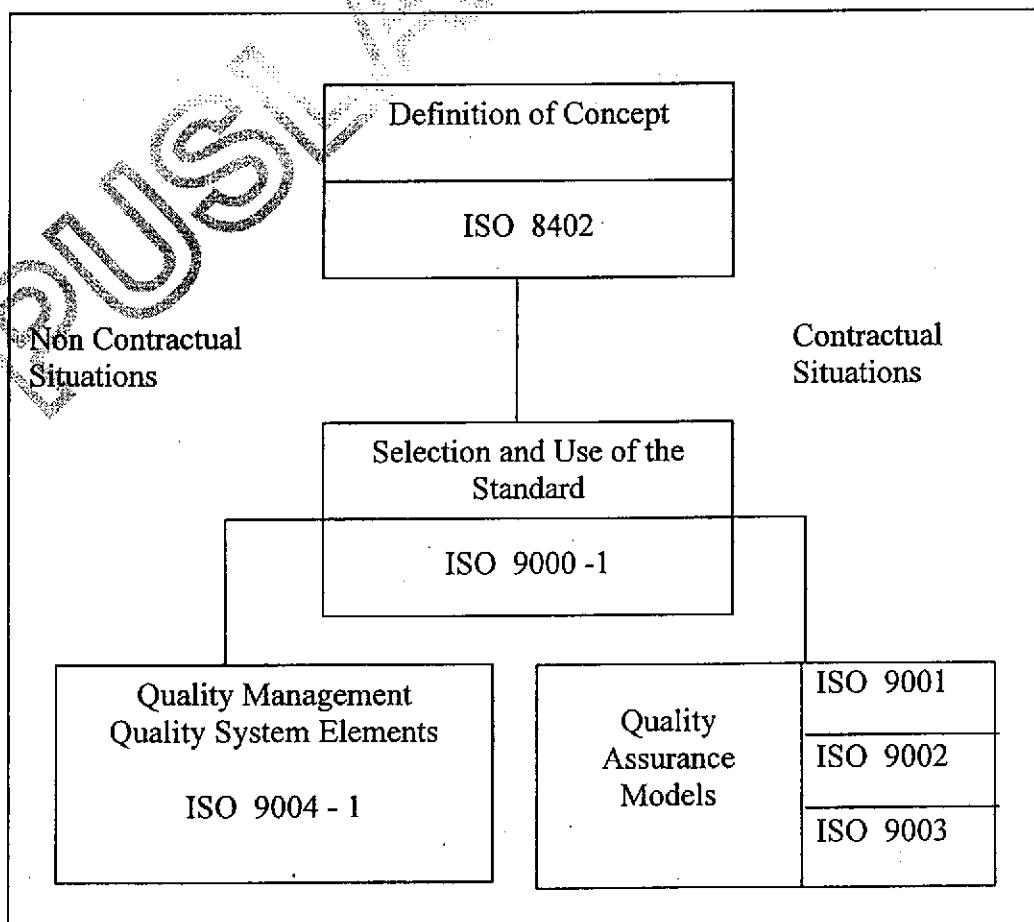 Definition of Concept
ISO 8402
Non Contractual
Situations
Contractual
Situations
Selection and Use of the
Standard
ISO 9000 -1
Quality Management
Quality System Elements
ISO 9004 - 1
Quality
Assurance
Models
ISO 9001
ISO 9002
ISO 9003